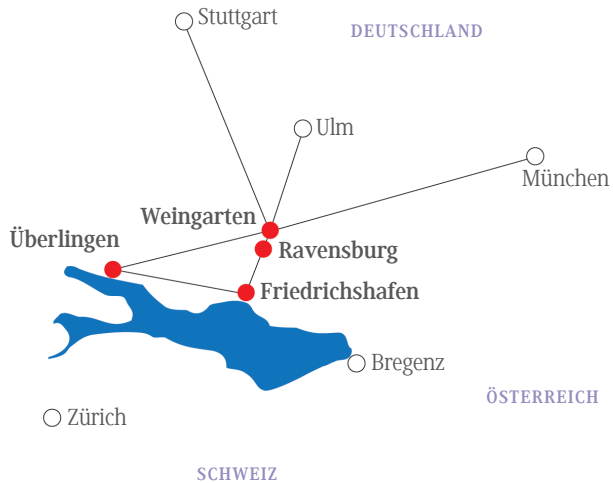 Stuttgart
DEUTSCHLAND
Ulm
München
Weingarten
Überlingen
Ravensburg
Friedrichshafen
Bregenz
ÖSTERREICH
Zürich
SCHWEIZ